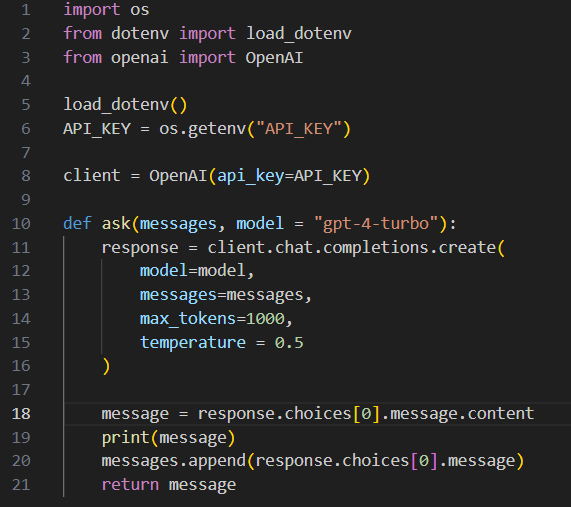 1 import os
2 from dotenv import load_dotenv
3 from openai import OpenAI
4
5 load_dotenv()
6 API_KEY = os.getenv("API_KEY")
7
8 client = OpenAI(api_key=API_KEY)
9
10 def ask(messages, model = "gpt-4-turbo"):
11     response = client.chat.completions.create(
12         model=model,
13         messages=messages,
14         max_tokens=1000,
15         temperature = 0.5
16     )
17
18     message = response.choices[0].message.content
19     print(message)
20     messages.append(response.choices[0].message)
21     return message